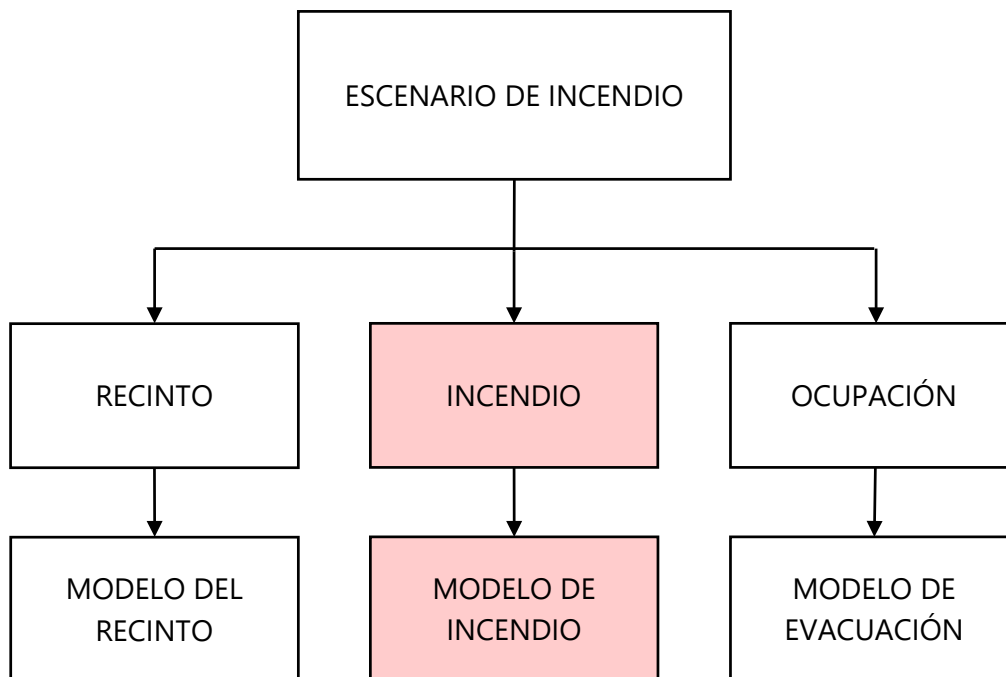 ESCENARIO DE INCENDIO
RECINTO
INCENDIO
OCUPACIÓN
MODELO DEL
RECINTO
MODELO DE
INCENDIO
MODELO DE
EVACUACIÓN